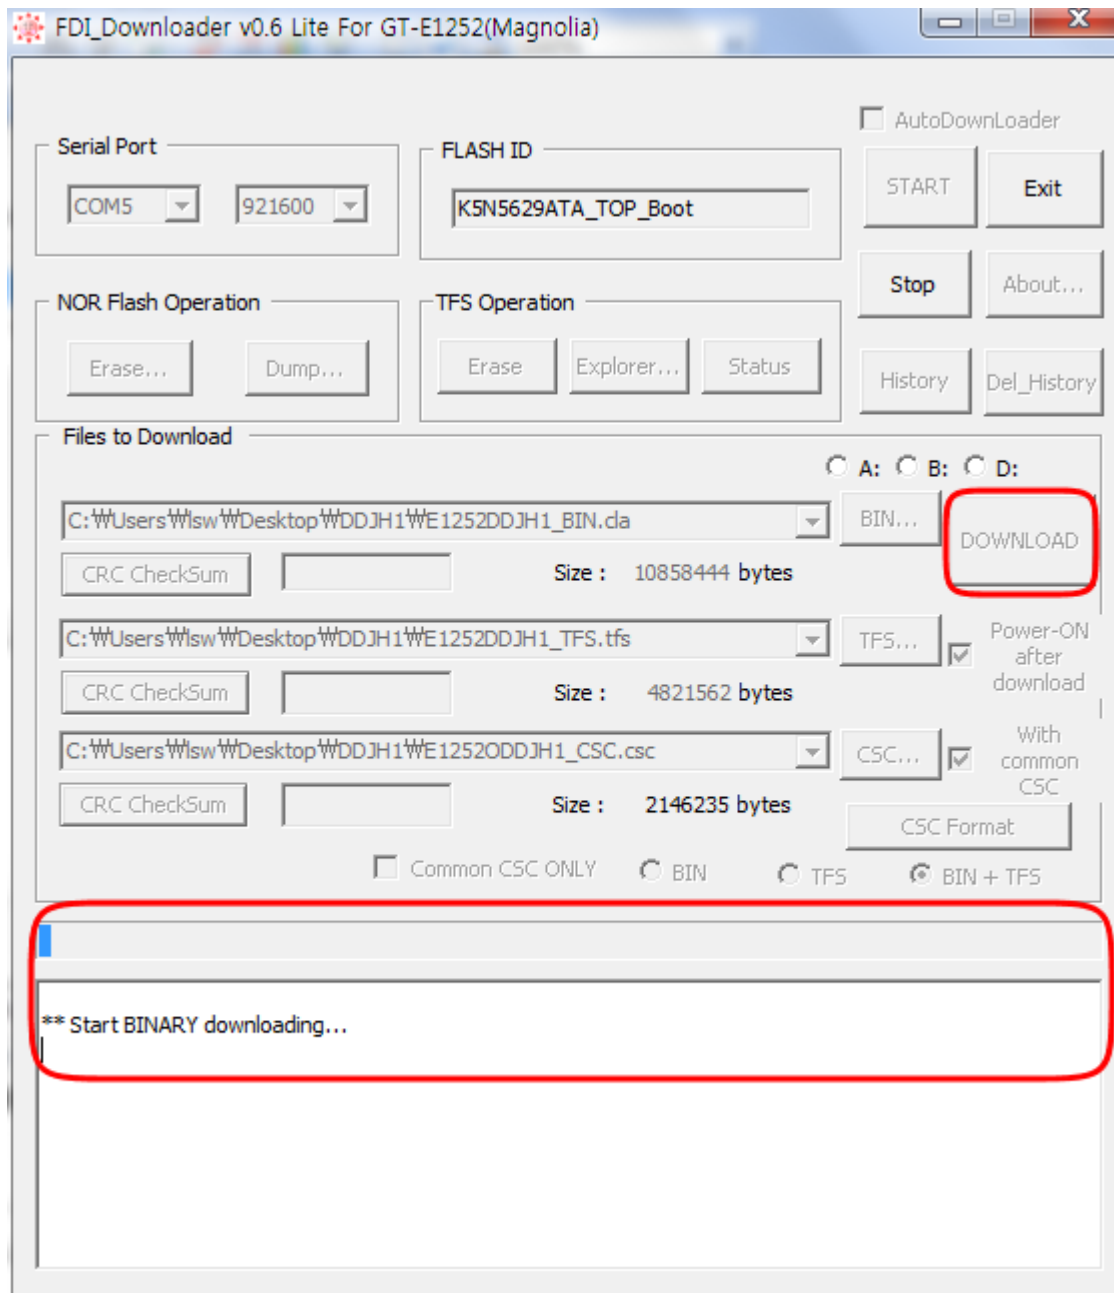 FDI_Downloader v0.6 Lite For GT-E1252(Magnolia)
AutoDownLoader
Serial Port
FLASH ID
START
Exit
COM5
921600
K5N5629ATA_TOP_Boot
Stop
About...
NOR Flash Operation
TFS Operation
Erase...
Dump...
Erase
Explorer...
Status
History
Del_History
Files to Download
A:
B:
D:
C:₩Users₩lsw₩Desktop₩DDJH1₩E1252DDJH1_BIN.cla
BIN...
DOWNLOAD
CRC CheckSum
Size : 10858444 bytes
C:₩Users₩lsw₩Desktop₩DDJH1₩E1252DDJH1_TFS.tfs
TFS...
Power-ON
after
download
CRC CheckSum
Size : 4821562 bytes
C:₩Users₩lsw₩Desktop₩DDJH1₩E1252ODDJH1_CSC.csc
CSC...
With
common
CSC
CRC CheckSum
Size : 2146235 bytes
CSC Format
Common CSC ONLY
BIN
TFS
BIN + TFS
** Start BINARY downloading...